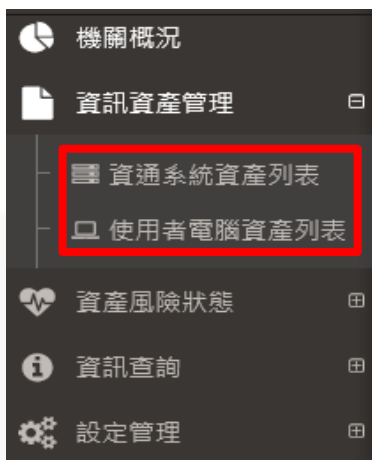 機關概況
資訊資產管理
資通系統資產列表
使用者電腦資產列表
資產風險狀態
資訊查詢
設定管理